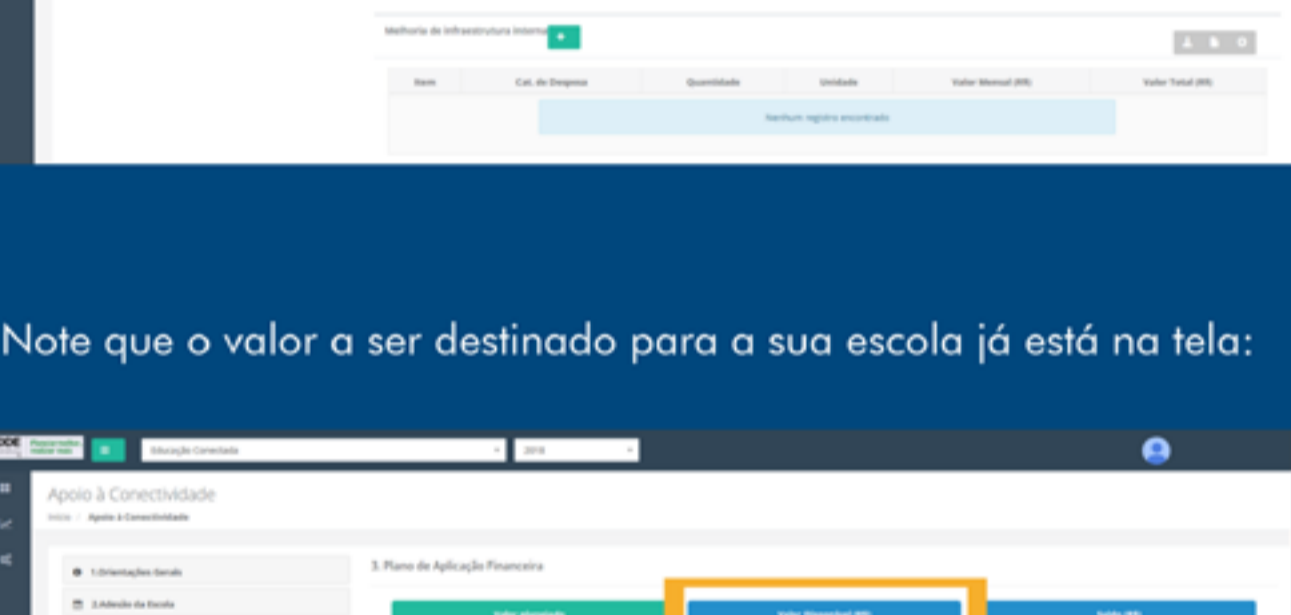 Melhoria de infraestrutura interna
Item Cat. de Despesa Quantidade Unidade Valor Mensal (R$) Valor Total (R$)
Nenhum registro encontrado
Note que o valor a ser destinado para a sua escola já está na tela:
Educação Conectada 2018
Apoio à Conectividade
Início / Apoio à Conectividade
1.Orientações Gerais
3. Plano de Aplicação Financeira
2.Adesão da Escola
Valor planejado Valor Disponível (R$) Saldo (R$)